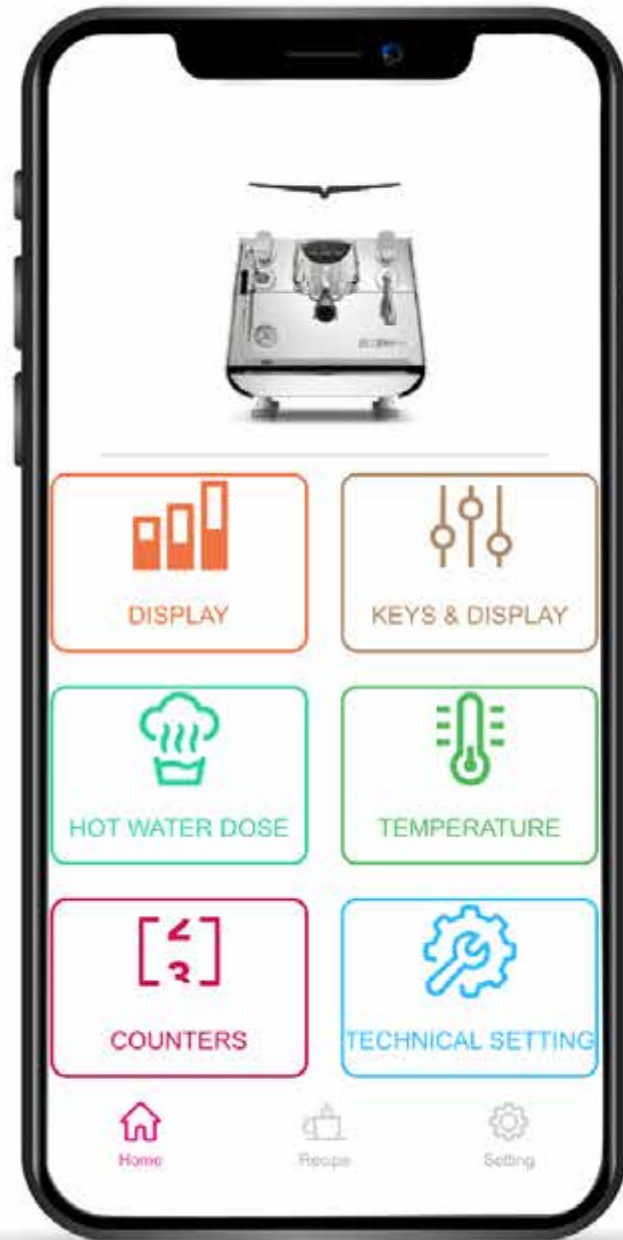 DISPLAY
KEYS & DISPLAY
HOT WATER DOSE
TEMPERATURE
COUNTERS
TECHNICAL SETTING
Home
Recipe
Setting